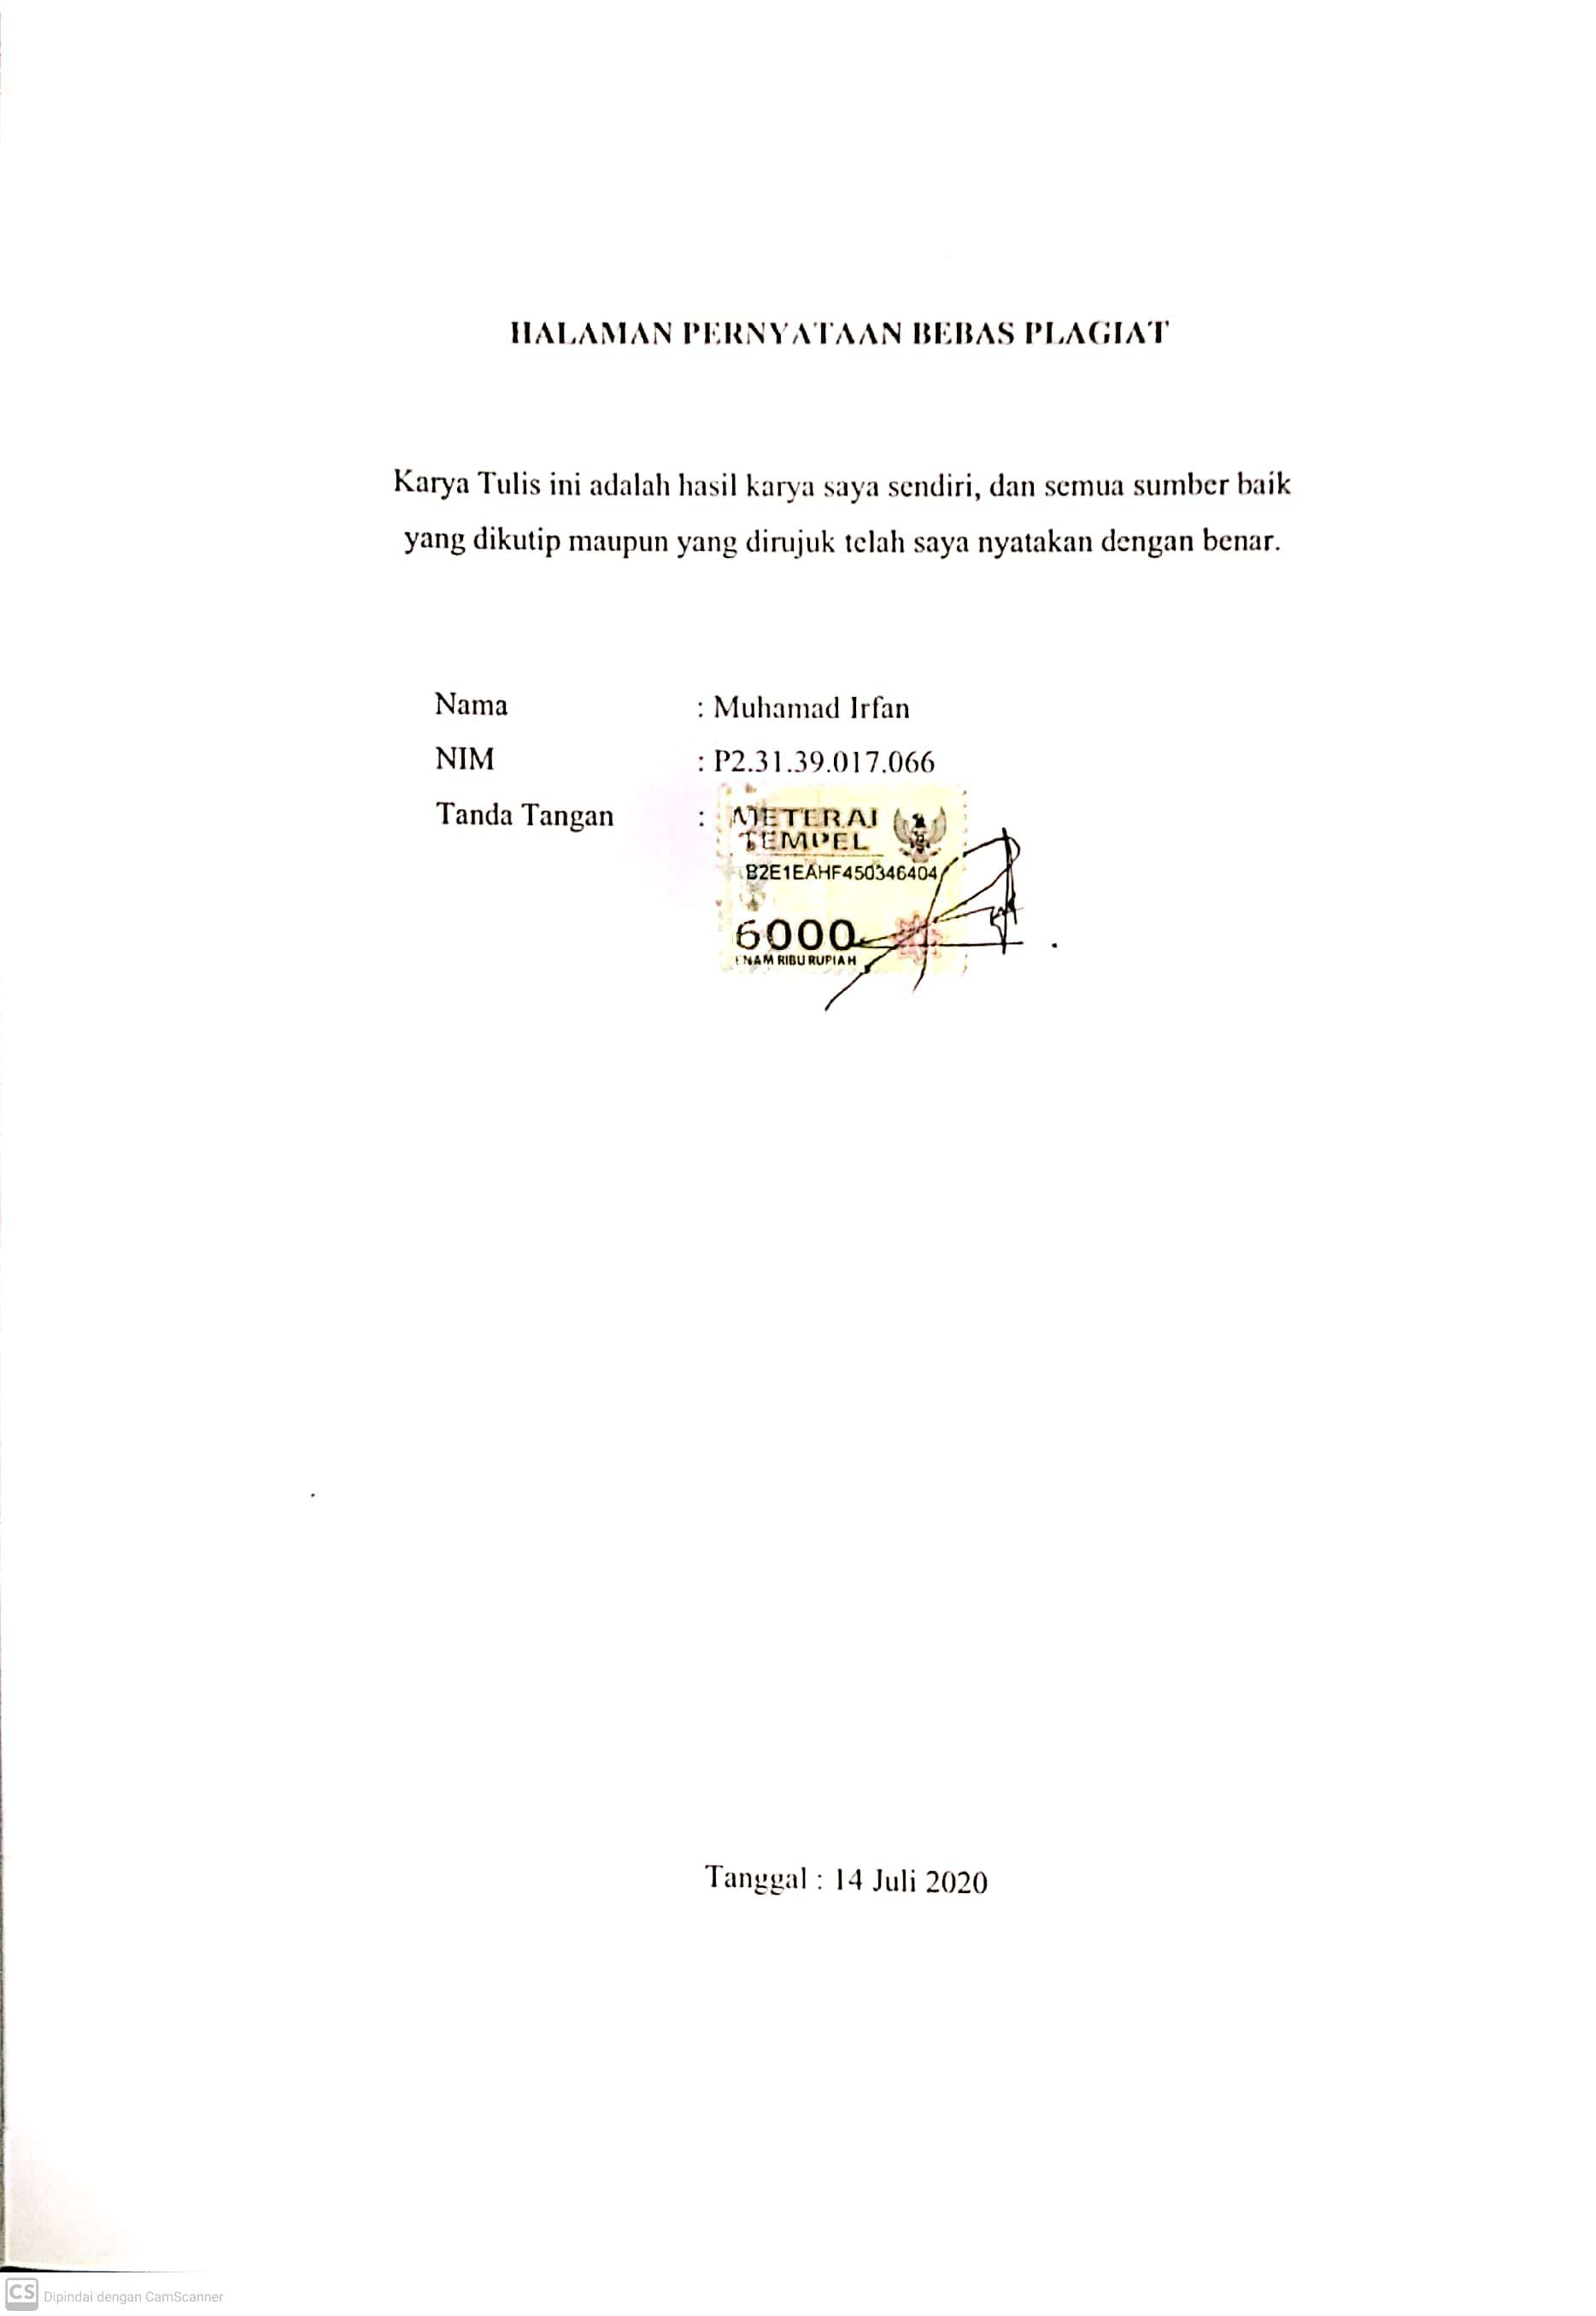 HALAMAN PERNYATAAN BEBAS PLAGIAT
Karya Tulis ini adalah hasil karya saya sendiri, dan semua sumber baik
yang dikutip maupun yang dirujuk telah saya nyatakan dengan benar.
Nama : Muhamad Irfan
NIM : P2.31.39.017.066
Tanda Tangan :
METERAI
TEMPEL
B2E1EAHF450346404
6000
ENAM RIBU RUPIAH
Tanggal : 14 Juli 2020
CS Dipindai dengan CamScanner